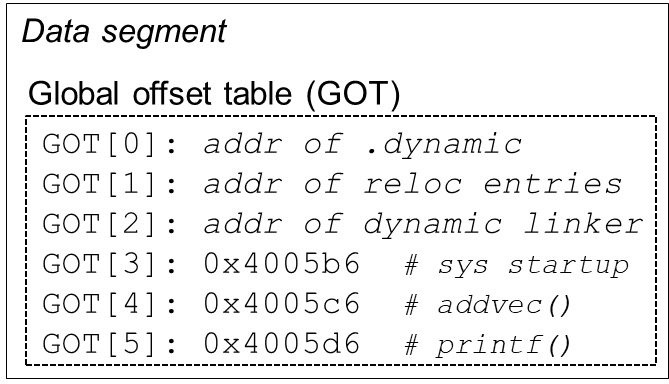 Data segment
Global offset table (GOT)
GOT[0]: addr of .dynamic
GOT[1]: addr of reloc entries
GOT[2]: addr of dynamic linker
GOT[3]: 0x4005b6 # sys startup
GOT[4]: 0x4005c6 # addvec()
GOT[5]: 0x4005d6 # printf()